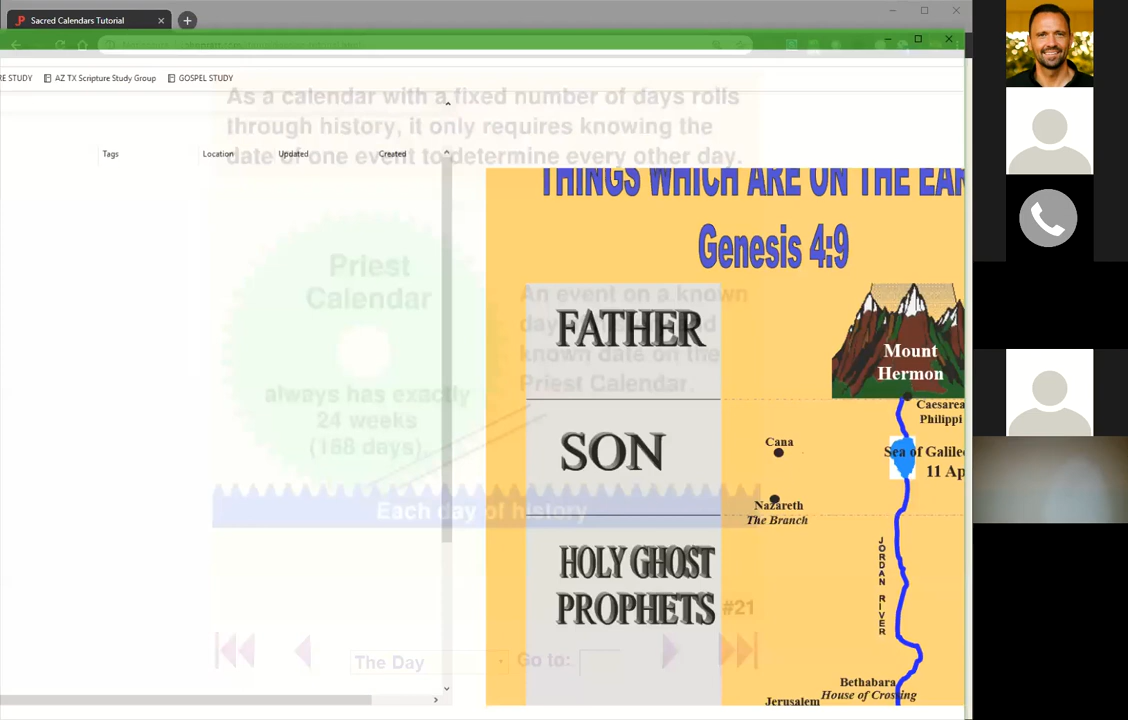 Sacred Calendars Tutorial
RE STUDY
AZ TX Scripture Study Group
GOSPEL STUDY
As a calendar with a fixed number of days rolls
through history, it only requires knowing the
date of one event to determine every other day.
Tags
Location
Updated
Created
THINGS WHICH ARE ON THE EAR
Genesis 4:9
Priest
Calendar
always has exactly
24 weeks
(168 days).
An event on a known
known date on the
Priest Calendar.
Each day of history
FATHER
SON
HOLY GHOST
PROPHETS
Mount
Hermon
Caesarea
Philippi
Cana
Sea of Galilee
11 Ap
Nazareth
The Branch
JORDAN RIVER
Bethabara
House of Crossing
Jerusalem
#21
The Day
Go to: